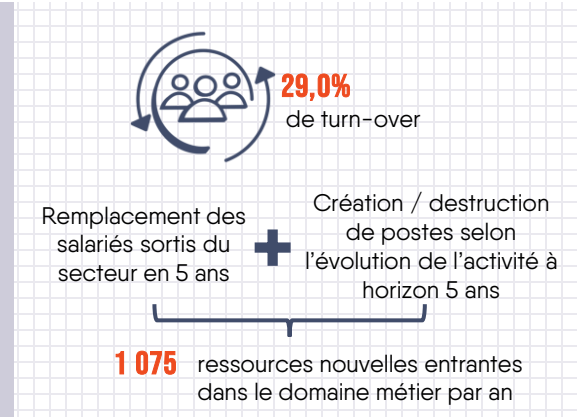 29,0%
de turn-over
Remplacement des
salariés sortis du
secteur en 5 ans
Création / destruction
de postes selon
l'évolution de l'activité à
horizon 5 ans
1 075 ressources nouvelles entrantes
dans le domaine métier par an